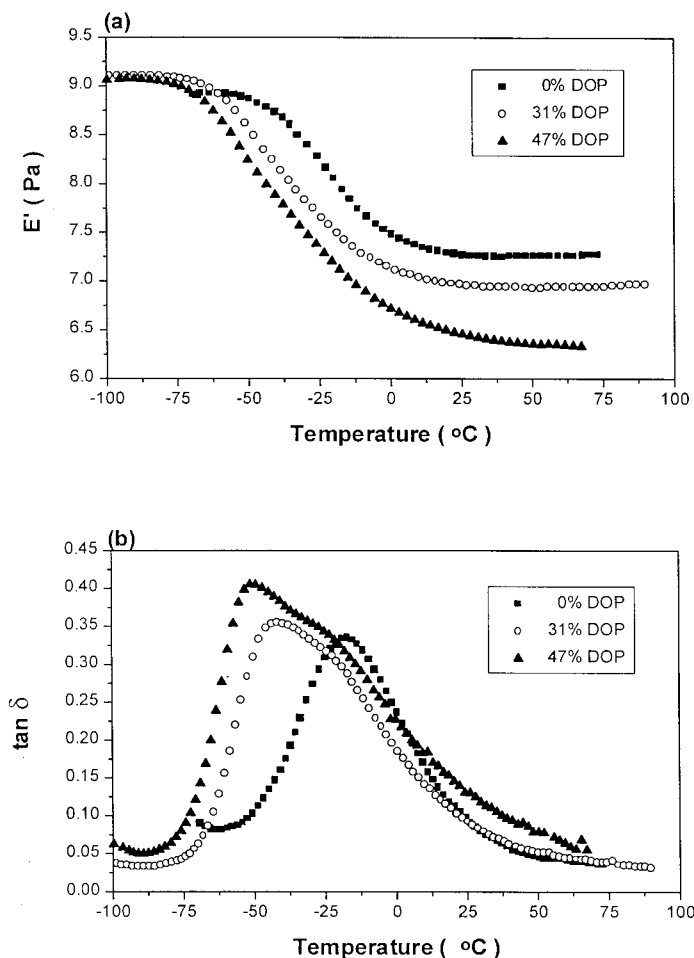 (a)
9.0
8.5
8.0
7.5
7.0
6.5
6.0
E' ( Pa )
0% DOP
31% DOP
47% DOP
-100 -75 -50 -25 0 25 50 75 100
Temperature ( oC )
(b)
0.45
0.40
0.35
0.30
0.25
0.20
0.15
0.10
0.05
0.00
tan δ
0% DOP
31% DOP
47% DOP
-100 -75 -50 -25 0 25 50 75 100
Temperature ( oC )